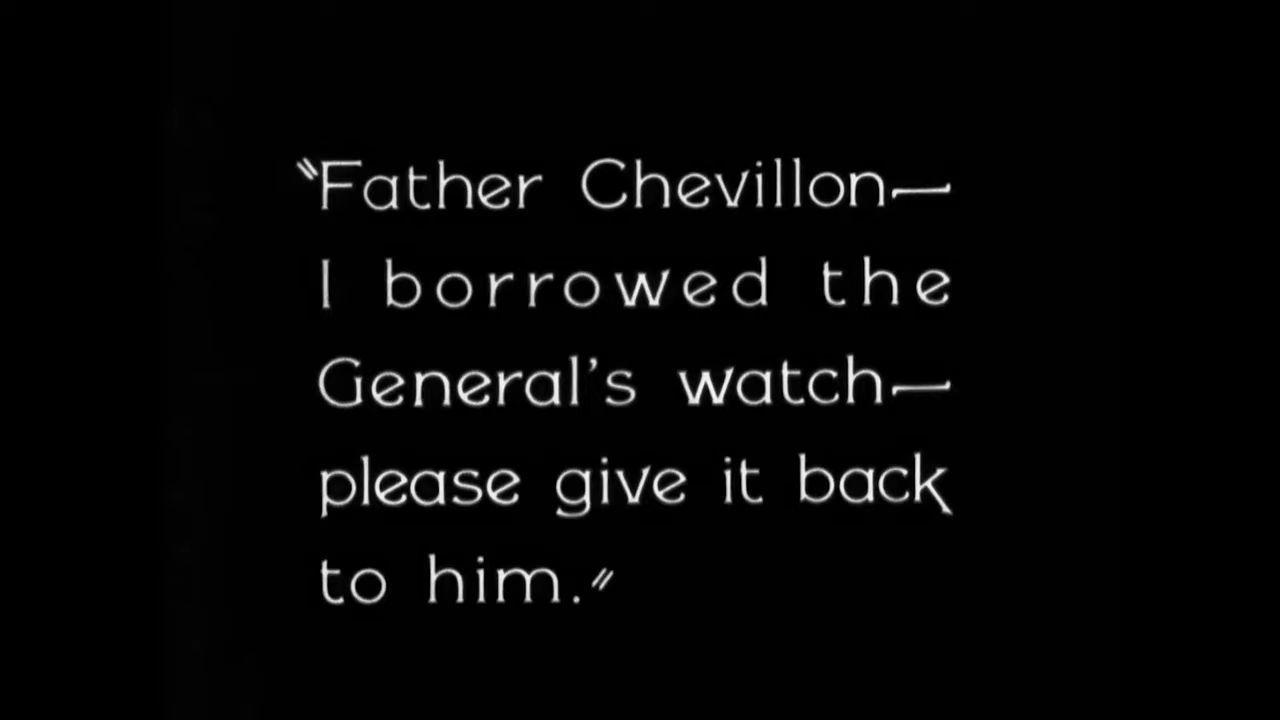 "Father Chevillon—
I borrowed the
General's watch—
please give it back
to him."